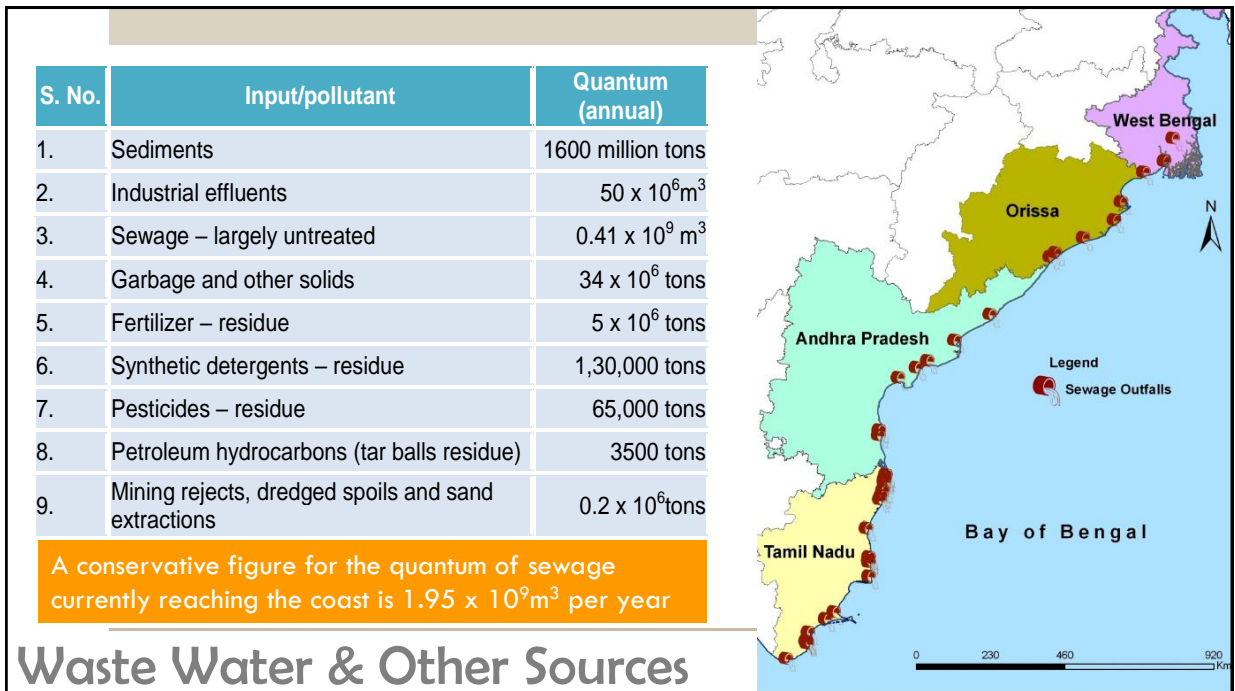 S. No. Input/pollutant Quantum (annual)
1. Sediments 1600 million tons
2. Industrial effluents 50 x 10⁶m³
3. Sewage – largely untreated 0.41 x 10⁹ m³
4. Garbage and other solids 34 x 10⁶ tons
5. Fertilizer – residue 5 x 10⁶ tons
6. Synthetic detergents – residue 1,30,000 tons
7. Pesticides – residue 65,000 tons
8. Petroleum hydrocarbons (tar balls residue) 3500 tons
9. Mining rejects, dredged spoils and sand extractions 0.2 x 10⁶tons
A conservative figure for the quantum of sewage
currently reaching the coast is 1.95 x 10⁹m³ per year
Waste Water & Other Sources
West Bengal
Orissa
N
Andhra Pradesh
Legend
Sewage Outfalls
Bay of Bengal
Tamil Nadu
0 230 460 920
Km